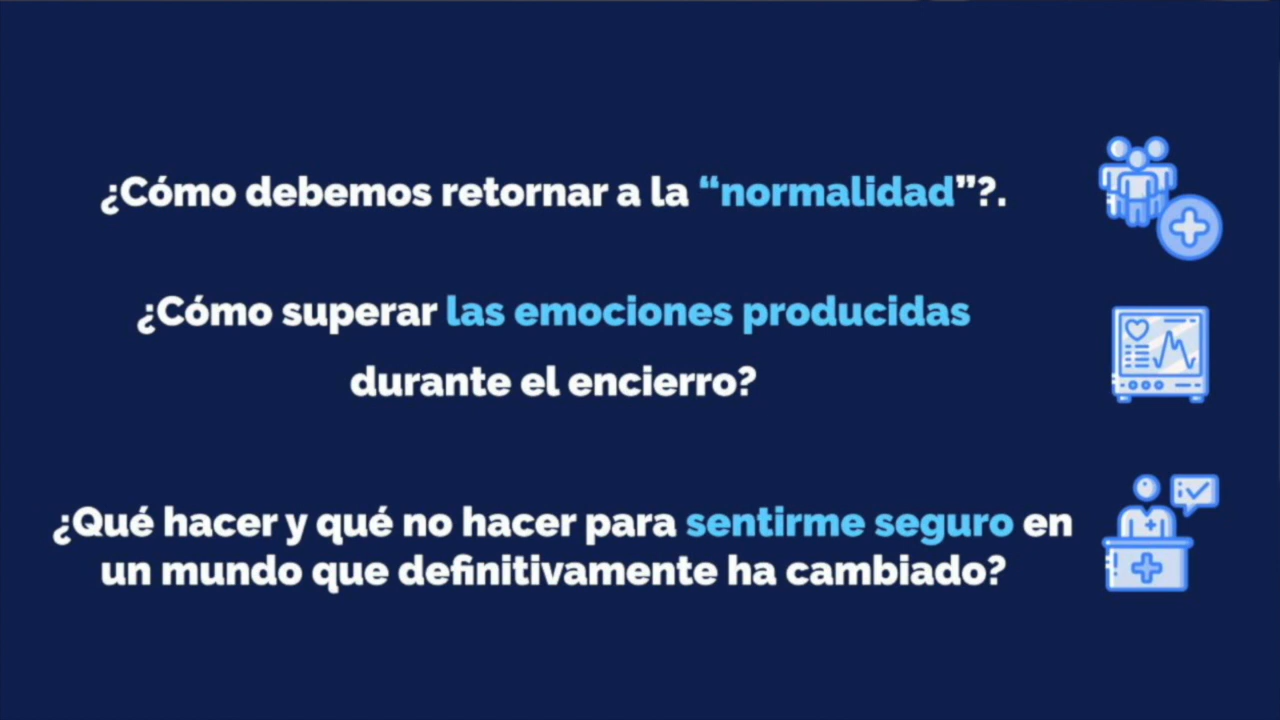 ¿Cómo debemos retornar a la “normalidad”?.
¿Cómo superar las emociones producidas
durante el encierro?
¿Qué hacer y qué no hacer para sentirme seguro en
un mundo que definitivamente ha cambiado?